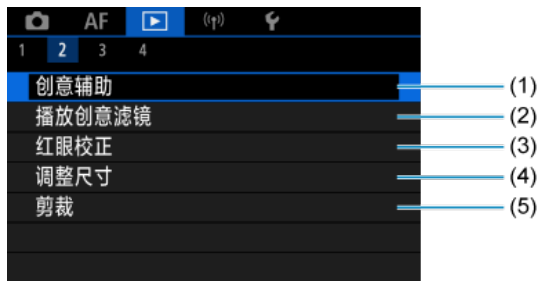 AF
1 2 3 4
创意辅助 (1)
播放创意滤镜 (2)
红眼校正 (3)
调整尺寸 (4)
剪裁 (5)